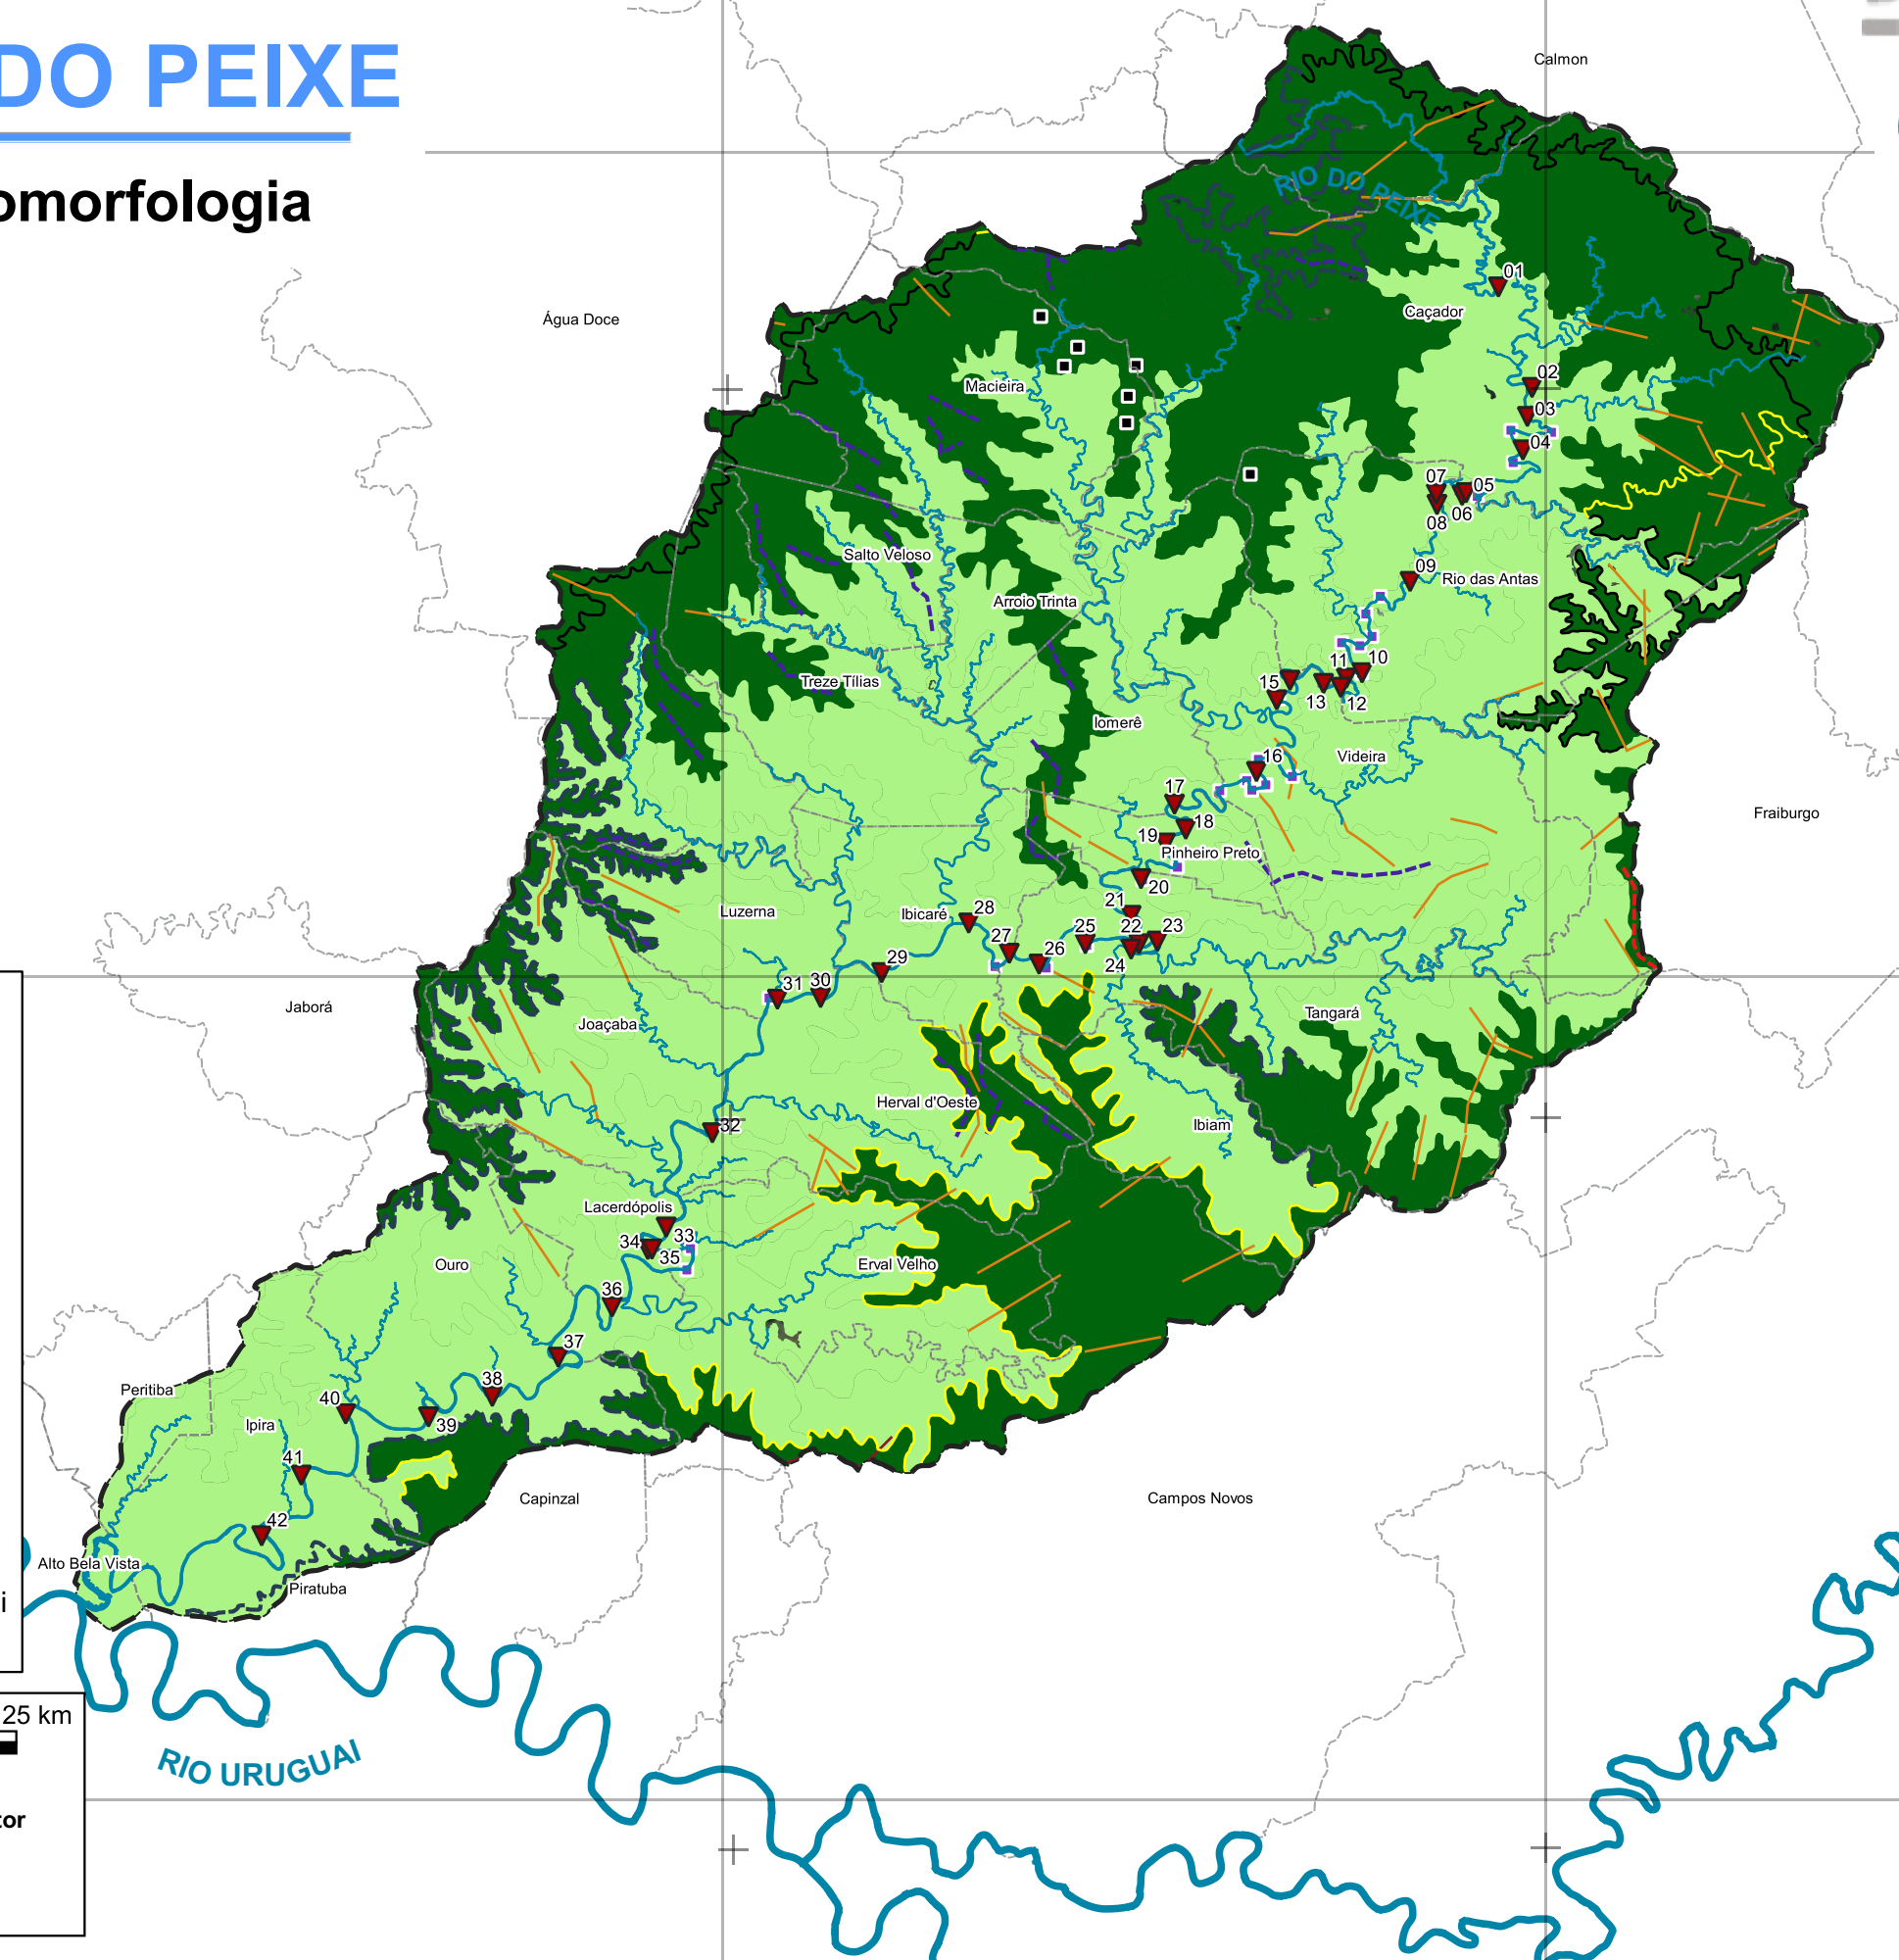 DO PEIXE
omorfologia
Calmon
RIO DO PEIXE
01
Caçador
Água Doce
02
Macieira
03
04
07
05
06
08
Salto Veloso
09
Rio das Antas
Arroio Trinta
11
10
15
13
12
Treze Tílias
Iomerê
16
Videira
17
18
19
Pinheiro Preto
Fraiburgo
20
21
Luzerna
Ibicaré
28
25
22
23
27
26
24
29
31
30
Jaborá
Joaçaba
Tangará
Herval d'Oeste
Ibiam
32
Lacerdópolis
33
34
35
Ouro
Erval Velho
36
37
38
Peritiba
40
Ipira
39
41
Capinzal
Campos Novos
42
Alto Bela Vista
Piratuba
i
25 km
RIO URUGUAI
tor